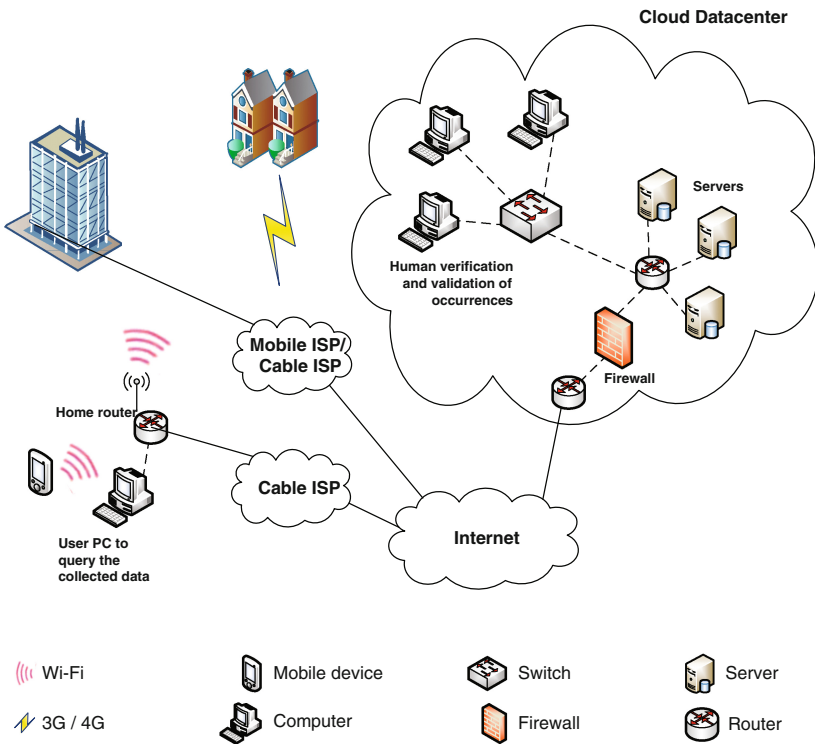 Cloud Datacenter
Servers
Human verification
and validation of
occurrences
Mobile ISP/
Cable ISP
Firewall
Home router
Cable ISP
User PC to
query the
collected data
Internet
Wi-Fi
Mobile device
Switch
Server
3G / 4G
Computer
Firewall
Router